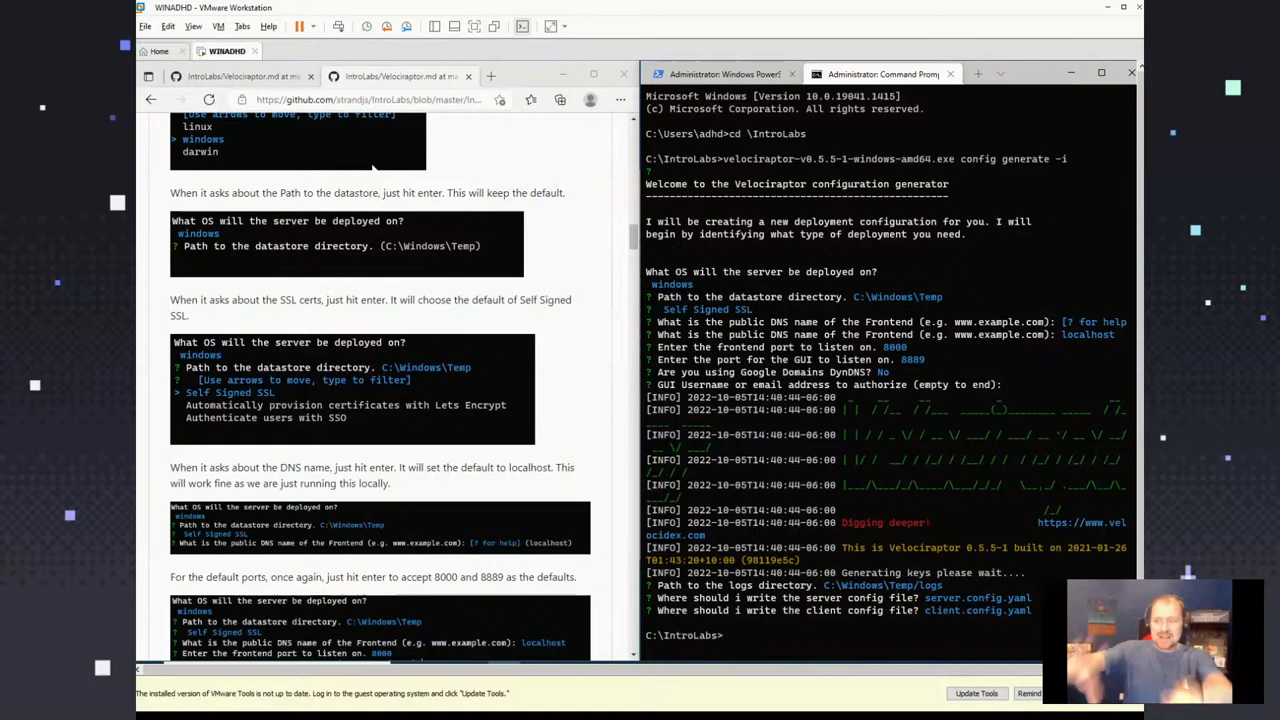 WINADHD - VMware Workstation
File Edit View VM Tabs Help
Home
WINADHD
IntroLabs/Velociraptor.md at m
IntroLabs/Velociraptor.md at m
https://github.com/strandjs/IntroLabs/blob/master/In...
[Use arrows to move, type to filter]
linux
> windows
darwin
When it asks about the Path to the datastore, just hit enter. This will keep the default.
What OS will the server be deployed on?
windows
? Path to the datastore directory. (C:\Windows\Temp)
When it asks about the SSL certs, just hit enter. It will choose the default of Self Signed
SSL.
What OS will the server be deployed on?
windows
? Path to the datastore directory. C:\Windows\Temp
? [Use arrows to move, type to filter]
> Self Signed SSL
Automatically provision certificates with Lets Encrypt
Authenticate users with SSO
When it asks about the DNS name, just hit enter. It will set the default to localhost. This
will work fine as we are just running this locally.
What OS will the server be deployed on?
windows
? Path to the datastore directory. C:\Windows\Temp
? Self Signed SSL
? What is the public DNS name of the Frontend (e.g. www.example.com): [? for help] (localhost)
For the default ports, once again, just hit enter to accept 8000 and 8889 as the defaults.
What OS will the server be deployed on?
windows
? Path to the datastore directory. C:\Windows\Temp
? Self Signed SSL
? What is the public DNS name of the Frontend (e.g. www.example.com): localhost
? Enter the frontend port to listen on. 8000
Administrator: Windows PowerS
Administrator: Command Promp
Microsoft Windows [Version 10.0.19041.1415]
(c) Microsoft Corporation. All rights reserved.
C:\Users\adhd>cd \IntroLabs
C:\IntroLabs>velociraptor-v0.5.5-1-windows-amd64.exe config generate -i
?
Welcome to the Velociraptor configuration generator
---------------------------------------------------
I will be creating a new deployment configuration for you. I will
begin by identifying what type of deployment you need.
What OS will the server be deployed on?
windows
? Path to the datastore directory. C:\Windows\Temp
? Self Signed SSL
? What is the public DNS name of the Frontend (e.g. www.example.com): [? for help
? What is the public DNS name of the Frontend (e.g. www.example.com): localhost
? Enter the frontend port to listen on. 8000
? Enter the port for the GUI to listen on. 8889
? Are you using Google Domains DynDNS? No
? GUI Username or email address to authorize (empty to end):
[INFO] 2022-10-05T14:40:44-06:00
[INFO] 2022-10-05T14:40:44-06:00
[INFO] 2022-10-05T14:40:44-06:00
[INFO] 2022-10-05T14:40:44-06:00
[INFO] 2022-10-05T14:40:44-06:00
[INFO] 2022-10-05T14:40:44-06:00
[INFO] 2022-10-05T14:40:44-06:00 Digging deeper! https://www.vel
ocidex.com
[INFO] 2022-10-05T14:40:44-06:00 This is Velociraptor 0.5.5-1 built on 2021-01-26
T01:43:20+10:00 (98119e5c)
[INFO] 2022-10-05T14:40:44-06:00 Generating keys please wait....
? Path to the logs directory. C:\Windows\Temp/logs
? Where should i write the server config file? server.config.yaml
? Where should i write the client config file? client.config.yaml
C:\IntroLabs>
The installed version of VMware Tools is not up to date. Log in to the guest operating system and click "Update Tools."
Update Tools
Remind